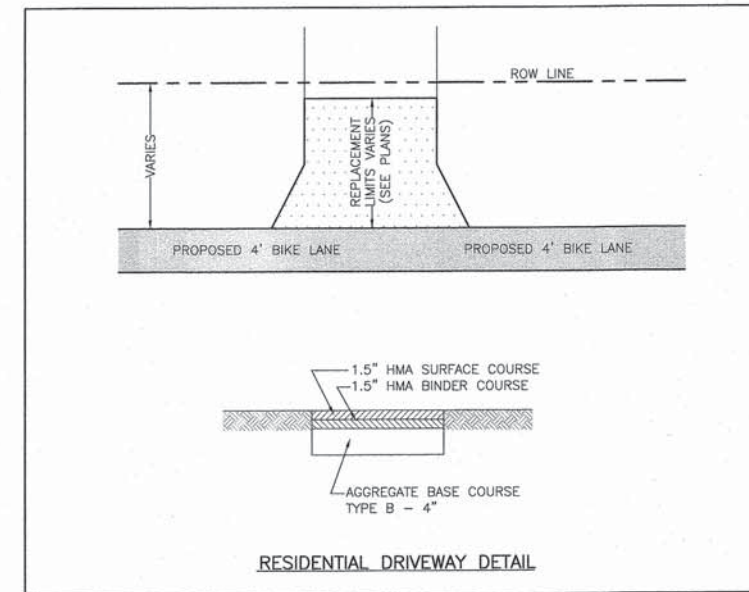 ROW LINE
VARIES
REPLACEMENT
LIMITS VARIES
(SEE PLANS)
PROPOSED 4' BIKE LANE
PROPOSED 4' BIKE LANE
1.5" HMA SURFACE COURSE
1.5" HMA BINDER COURSE
AGGREGATE BASE COURSE
TYPE B – 4"
RESIDENTIAL DRIVEWAY DETAIL